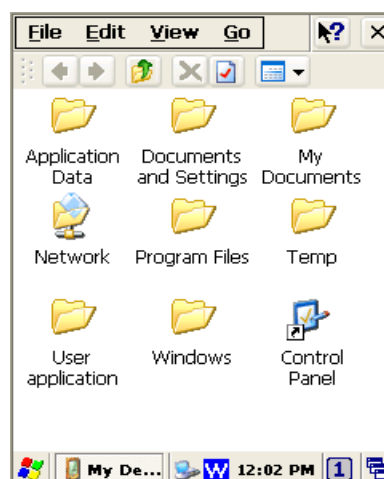 File Edit View Go ?
Application Data
Documents and Settings
My Documents
Network
Program Files
Temp
User application
Windows
Control Panel
My De... W 12:02 PM 1